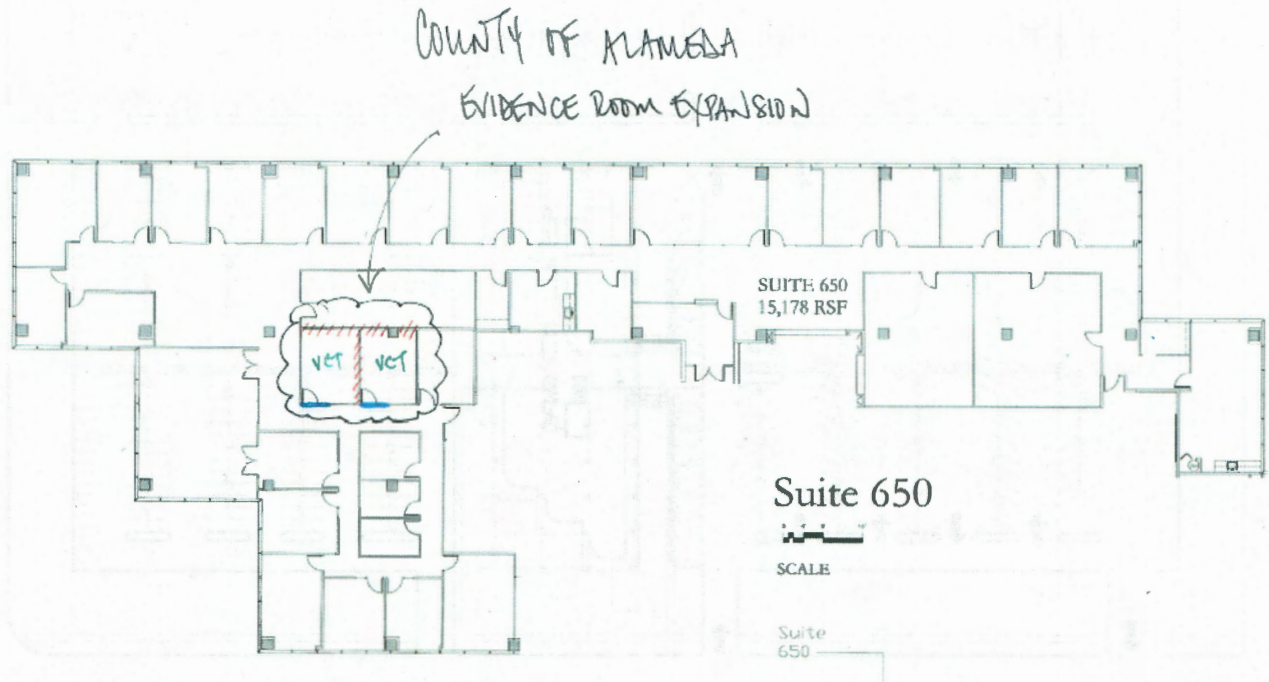 COUNTY OF ALAMEDA
EVIDENCE ROOM EXPANSION
SUITE 650
15,178 RSF
VCT VCT
Suite 650
SCALE
Suite
650